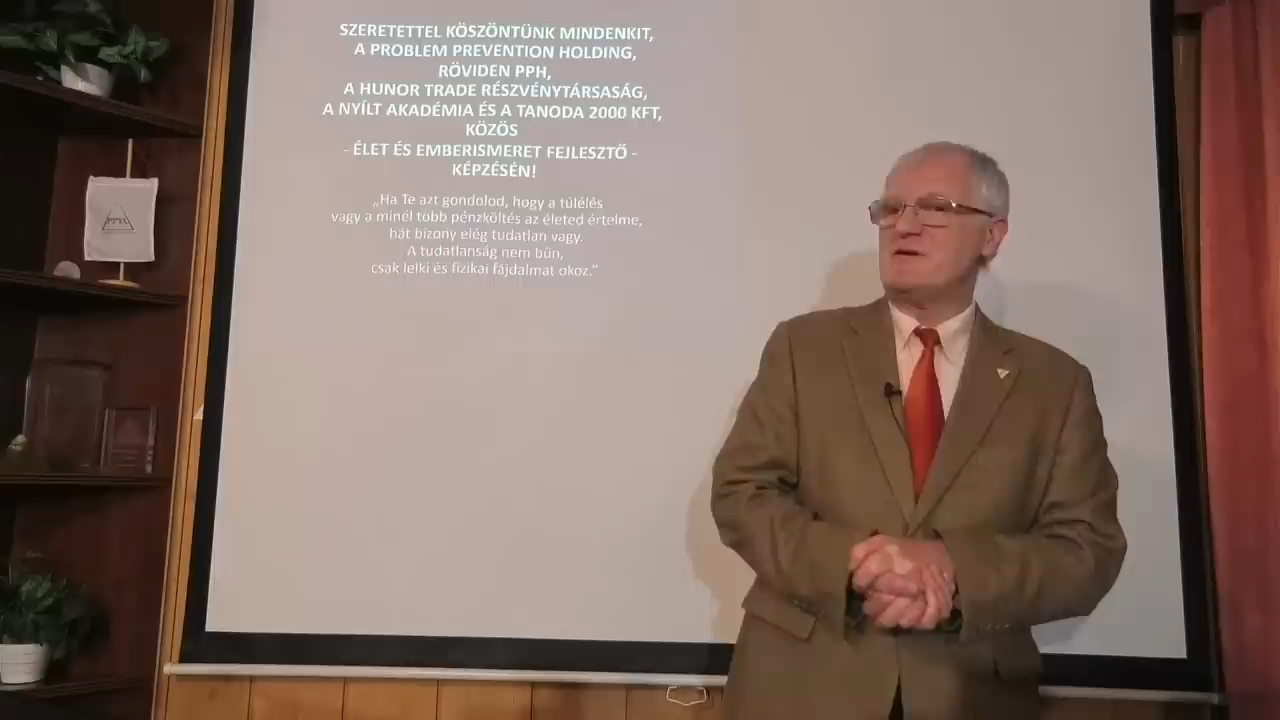 SZERETETTEL KÖSZÖNTÜNK MINDENKIT,
A PROBLEM PREVENTION HOLDING,
RÖVIDEN PPH,
A HUNOR TRADE RÉSZVÉNYTÁRSASÁG,
A NYÍLT AKADÉMIA ÉS A TANODA 2000 KFT,
KÖZÖS
- ÉLET ÉS EMBERISMERET FEJLESZTŐ -
KÉPZÉSÉN!
„Ha Te azt gondolod, hogy a túlélés
vagy a minél több pénzköltés az életed értelme,
hát bizony elég tudatlan vagy.
A tudatlanság nem bűn,
csak lelki és fizikai fájdalmat okoz.”